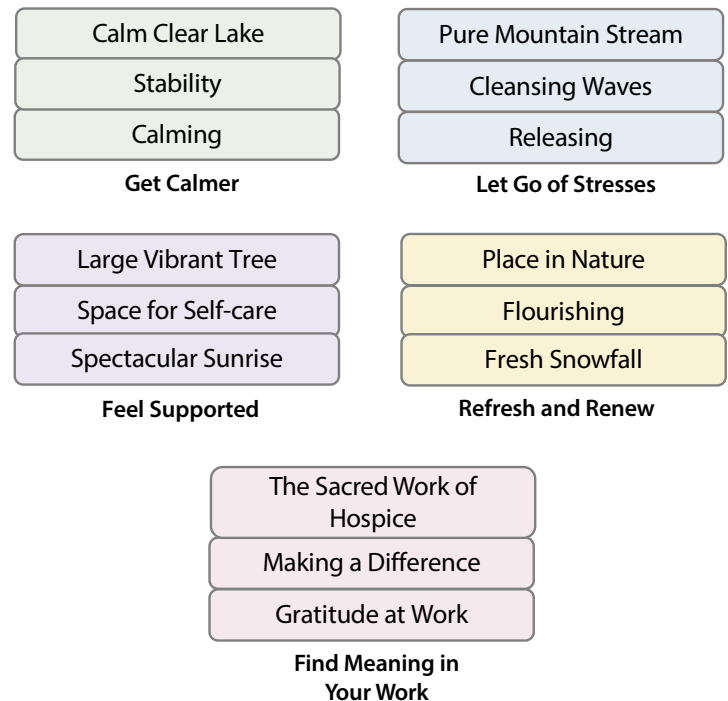 Calm Clear Lake
Stability
Calming
Get Calmer
Pure Mountain Stream
Cleansing Waves
Releasing
Let Go of Stresses
Large Vibrant Tree
Space for Self-care
Spectacular Sunrise
Feel Supported
Place in Nature
Flourishing
Fresh Snowfall
Refresh and Renew
The Sacred Work of
Hospice
Making a Difference
Gratitude at Work
Find Meaning in
Your Work